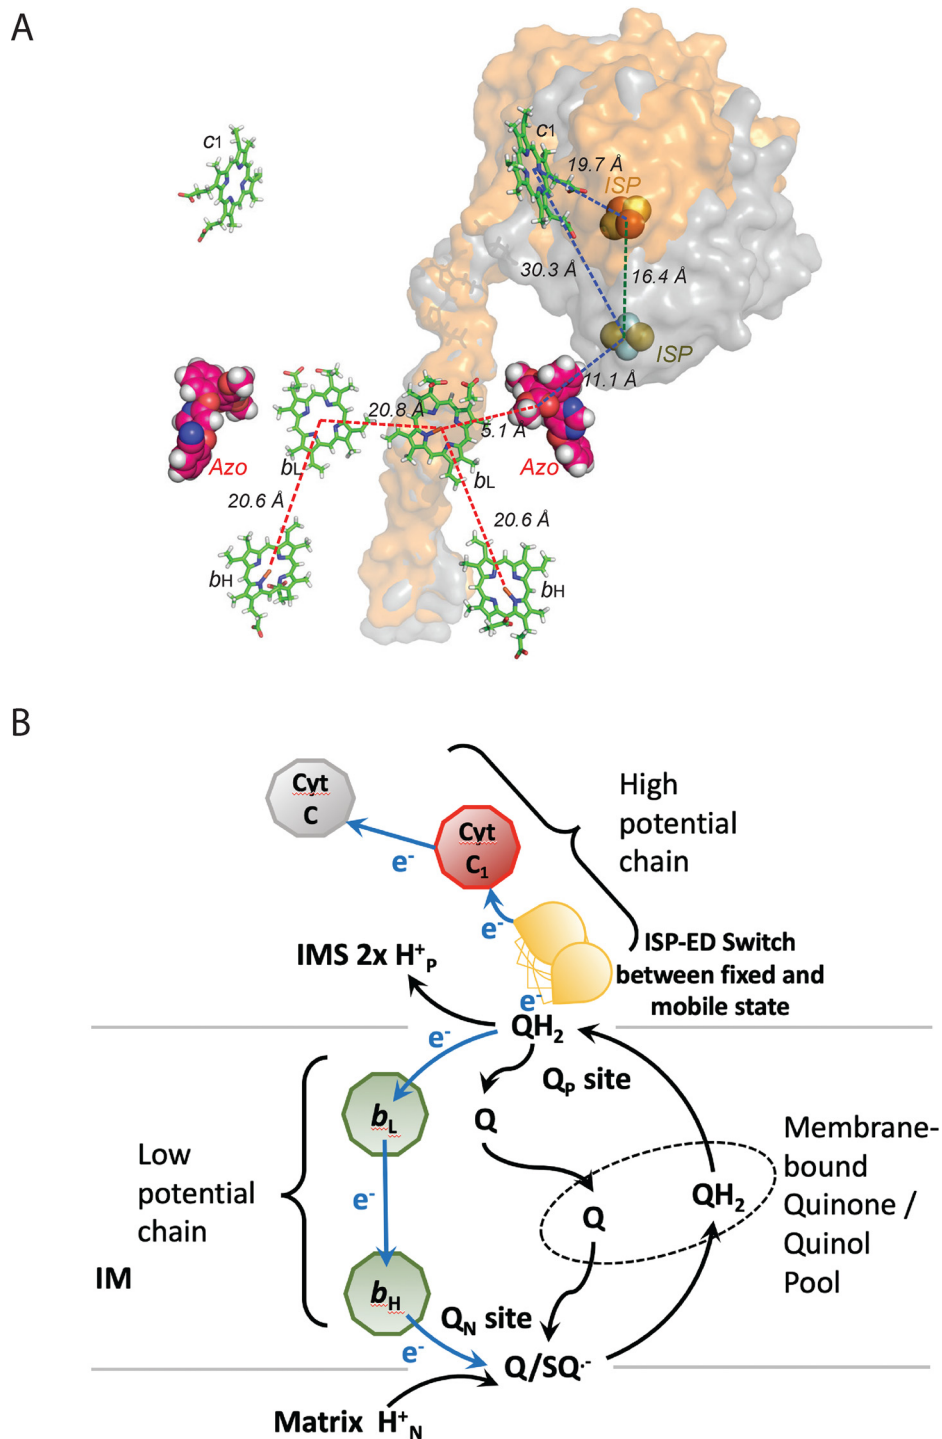 A
c1
c1
19.7 Å
ISP
30.3 Å
16.4 Å
ISP
11.1 Å
20.8 Å
5.1 Å
Azo
bL
bL
Azo
20.6 Å
20.6 Å
bH
bH
B
Cyt
C
High
potential
chain
Cyt
C₁
e⁻
e⁻
ISP-ED Switch
between fixed and
mobile state
IMS 2x H⁺P
e⁻
QH₂
e⁻
QP site
bL
Q
Low
potential
chain
e⁻
Membrane-
bound
Quinone /
Quinol
Pool
QH₂
Q
IM
bH
QN site
e⁻
Q/SQ·⁻
Matrix H⁺N